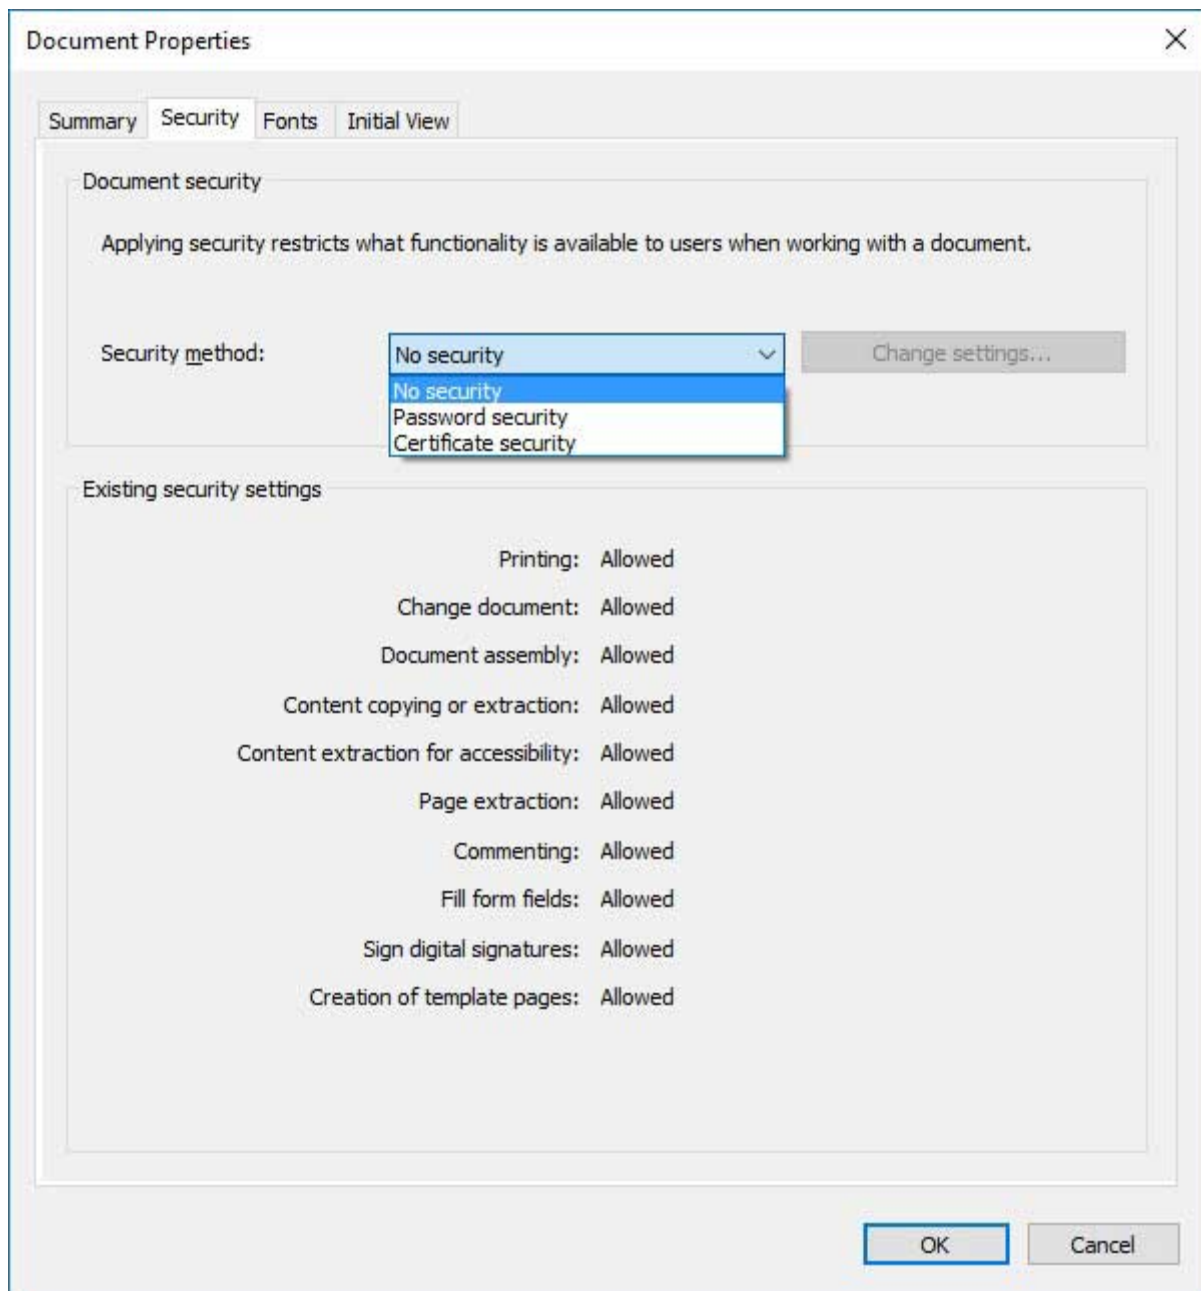 Document Properties
Summary Security Fonts Initial View
Document security
Applying security restricts what functionality is available to users when working with a document.
Security method: No security Change settings...
No security
Password security
Certificate security
Existing security settings
Printing: Allowed
Change document: Allowed
Document assembly: Allowed
Content copying or extraction: Allowed
Content extraction for accessibility: Allowed
Page extraction: Allowed
Commenting: Allowed
Fill form fields: Allowed
Sign digital signatures: Allowed
Creation of template pages: Allowed
OK Cancel